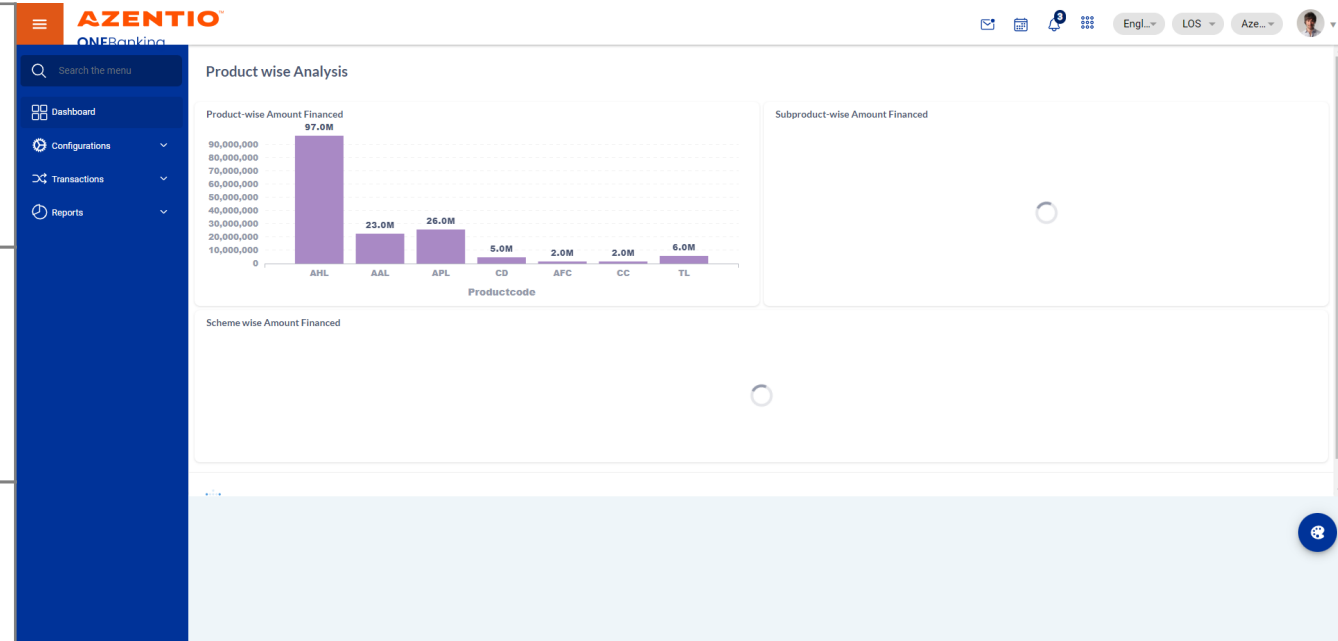 AZENTIO™
ONEBanking
3
Engl...
LOS
Aze...
Search the menu
Dashboard
Configurations
Transactions
Reports
Product wise Analysis
Product-wise Amount Financed
97.0M
90,000,000
80,000,000
70,000,000
60,000,000
50,000,000
40,000,000
30,000,000
20,000,000
10,000,000
0
23.0M
26.0M
5.0M
2.0M
2.0M
6.0M
AHL AAL APL CD AFC CC TL
Productcode
Subproduct-wise Amount Financed
Scheme wise Amount Financed